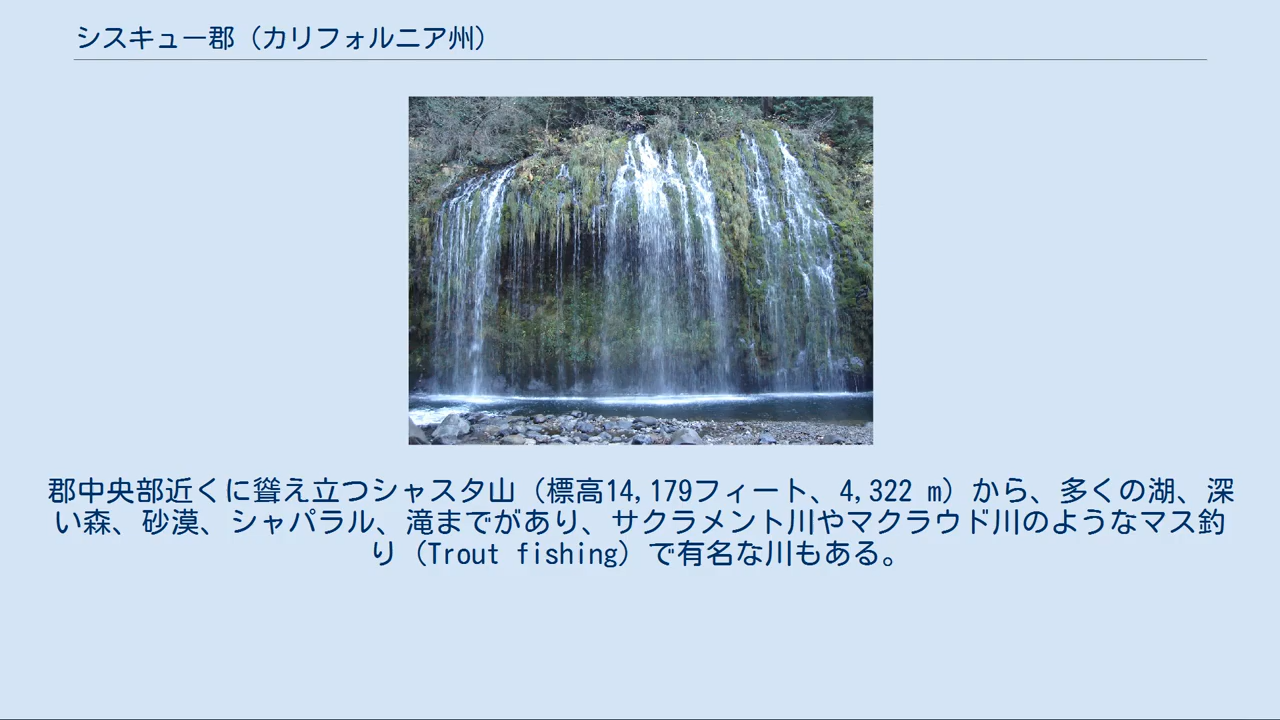 シスキュー郡（カリフォルニア州）
郡中央部近くに聳え立つシャスタ山（標高14,179フィート、4,322 m）から、多くの湖、深
い森、砂漠、シャパラル、滝までがあり、サクラメント川やマクラウド川のようなマス釣
り（Trout fishing）で有名な川もある。